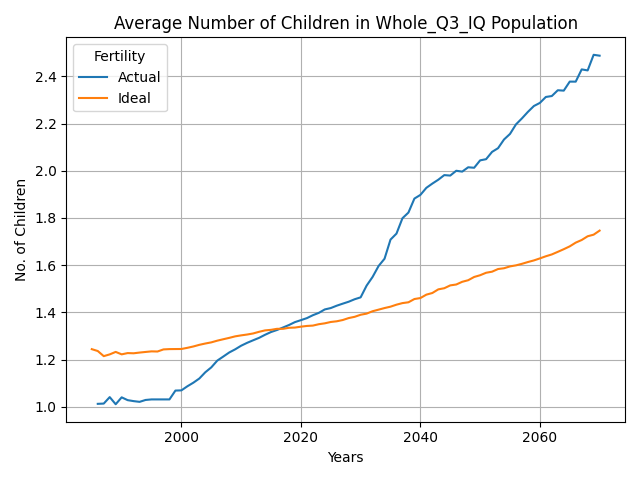 Average Number of Children in Whole_Q3_IQ Population
Fertility
Actual
Ideal
No. of Children
2.4
2.2
2.0
1.8
1.6
1.4
1.2
1.0
2000
2020
2040
2060
Years